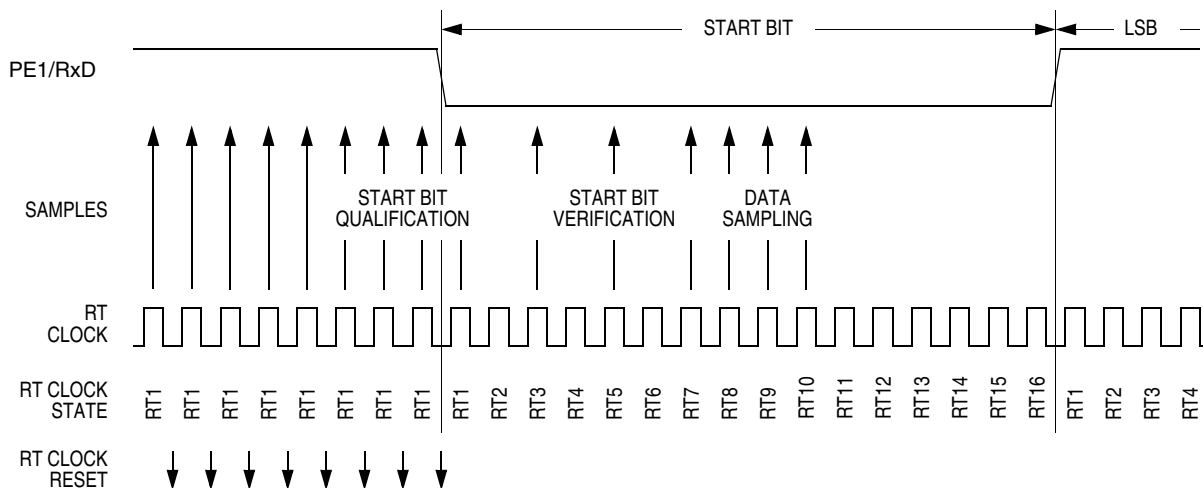 START BIT
LSB
PE1/RxD
SAMPLES
START BIT
QUALIFICATION
START BIT
VERIFICATION
DATA
SAMPLING
RT
CLOCK
RT CLOCK
STATE
RT1 RT1 RT1 RT1 RT1 RT1 RT1 RT1 RT1 RT2 RT3 RT4 RT5 RT6 RT7 RT8 RT9 RT10 RT11 RT12 RT13 RT14 RT15 RT16 RT1 RT2 RT3 RT4
RT CLOCK
RESET